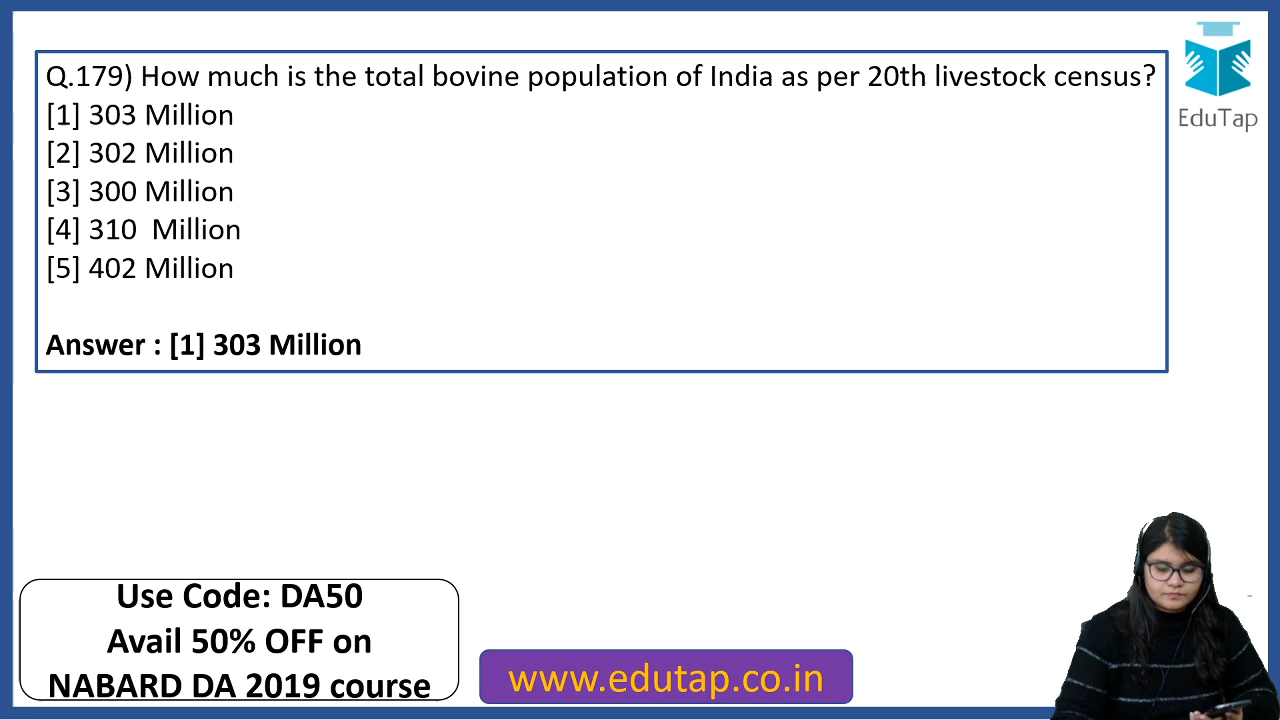 Q.179) How much is the total bovine population of India as per 20th livestock census?
[1] 303 Million
[2] 302 Million
[3] 300 Million
[4] 310  Million
[5] 402 Million
Answer : [1] 303 Million
EduTap
Use Code: DA50
Avail 50% OFF on
NABARD DA 2019 course
www.edutap.co.in